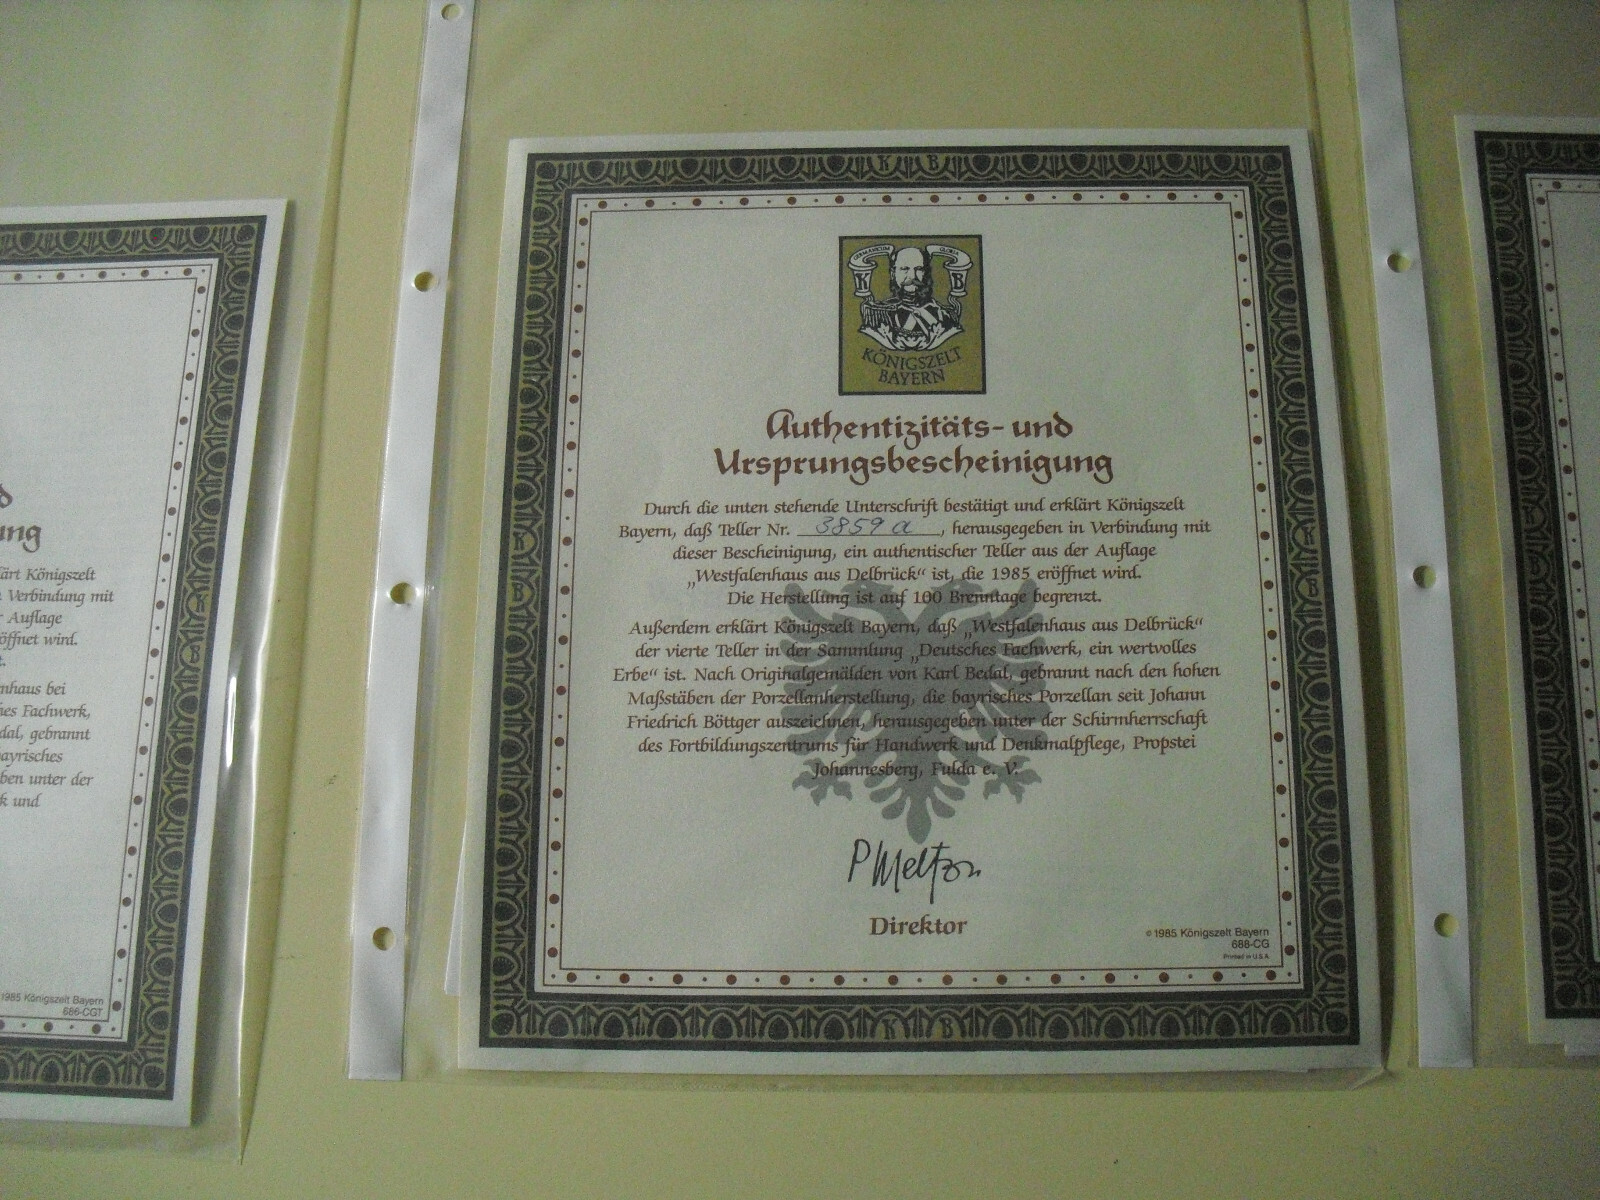 d
ung
ärt Königszelt
Verbindung mit
Auflage
öffnet wird.
nhaus bei
hes Fachwerk,
dal, gebrannt
ayrisches
ben unter der
k und
1985 Königszelt Bayern
686-CGT
K B
GERMANICUM GLORIA
K B
KÖNIGSZELT
BAYERN
Authentizitäts- und
Ursprungsbescheinigung
Durch die unten stehende Unterschrift bestätigt und erklärt Königszelt
Bayern, daß Teller Nr. 3859 a, herausgegeben in Verbindung mit
dieser Bescheinigung, ein authentischer Teller aus der Auflage
„Westfalenhaus aus Delbrück“ ist, die 1985 eröffnet wird.
Die Herstellung ist auf 100 Brenntage begrenzt.
Außerdem erklärt Königszelt Bayern, daß „Westfalenhaus aus Delbrück“
der vierte Teller in der Sammlung „Deutsches Fachwerk, ein wertvolles
Erbe“ ist. Nach Originalgemälden von Karl Bedal, gebrannt nach den hohen
Maßstäben der Porzellanherstellung, die bayrisches Porzellan seit Johann
Friedrich Böttger auszeichnen, herausgegeben unter der Schirmherrschaft
des Fortbildungszentrums für Handwerk und Denkmalpflege, Propstei
Johannesberg, Fulda e. V.
P Melton
Direktor
© 1985 Königszelt Bayern
688-CG
Printed in U.S.A.
K B